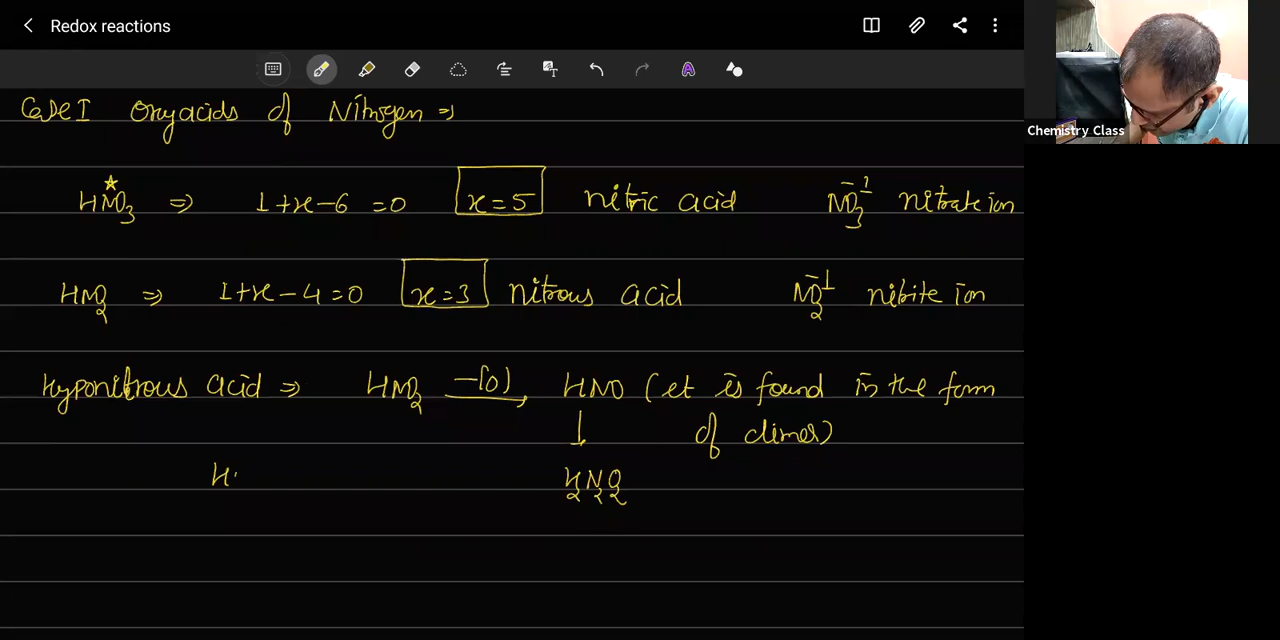 Redox reactions
Chemistry Class
Case I Oxyacids of Nitrogen ⇒
HNO₃ ⇒ 1+x-6=0 x=5 nitric acid NO₃⁻¹ nitrate ion
HNO₂ ⇒ 1+x-4=0 x=3 nitrous acid NO₂⁻¹ nitrite ion
Hyponitrous acid ⇒ HNO₂ —[O]→ HNO (It is found in the form
of dimer)
H₂N₂O₂
H